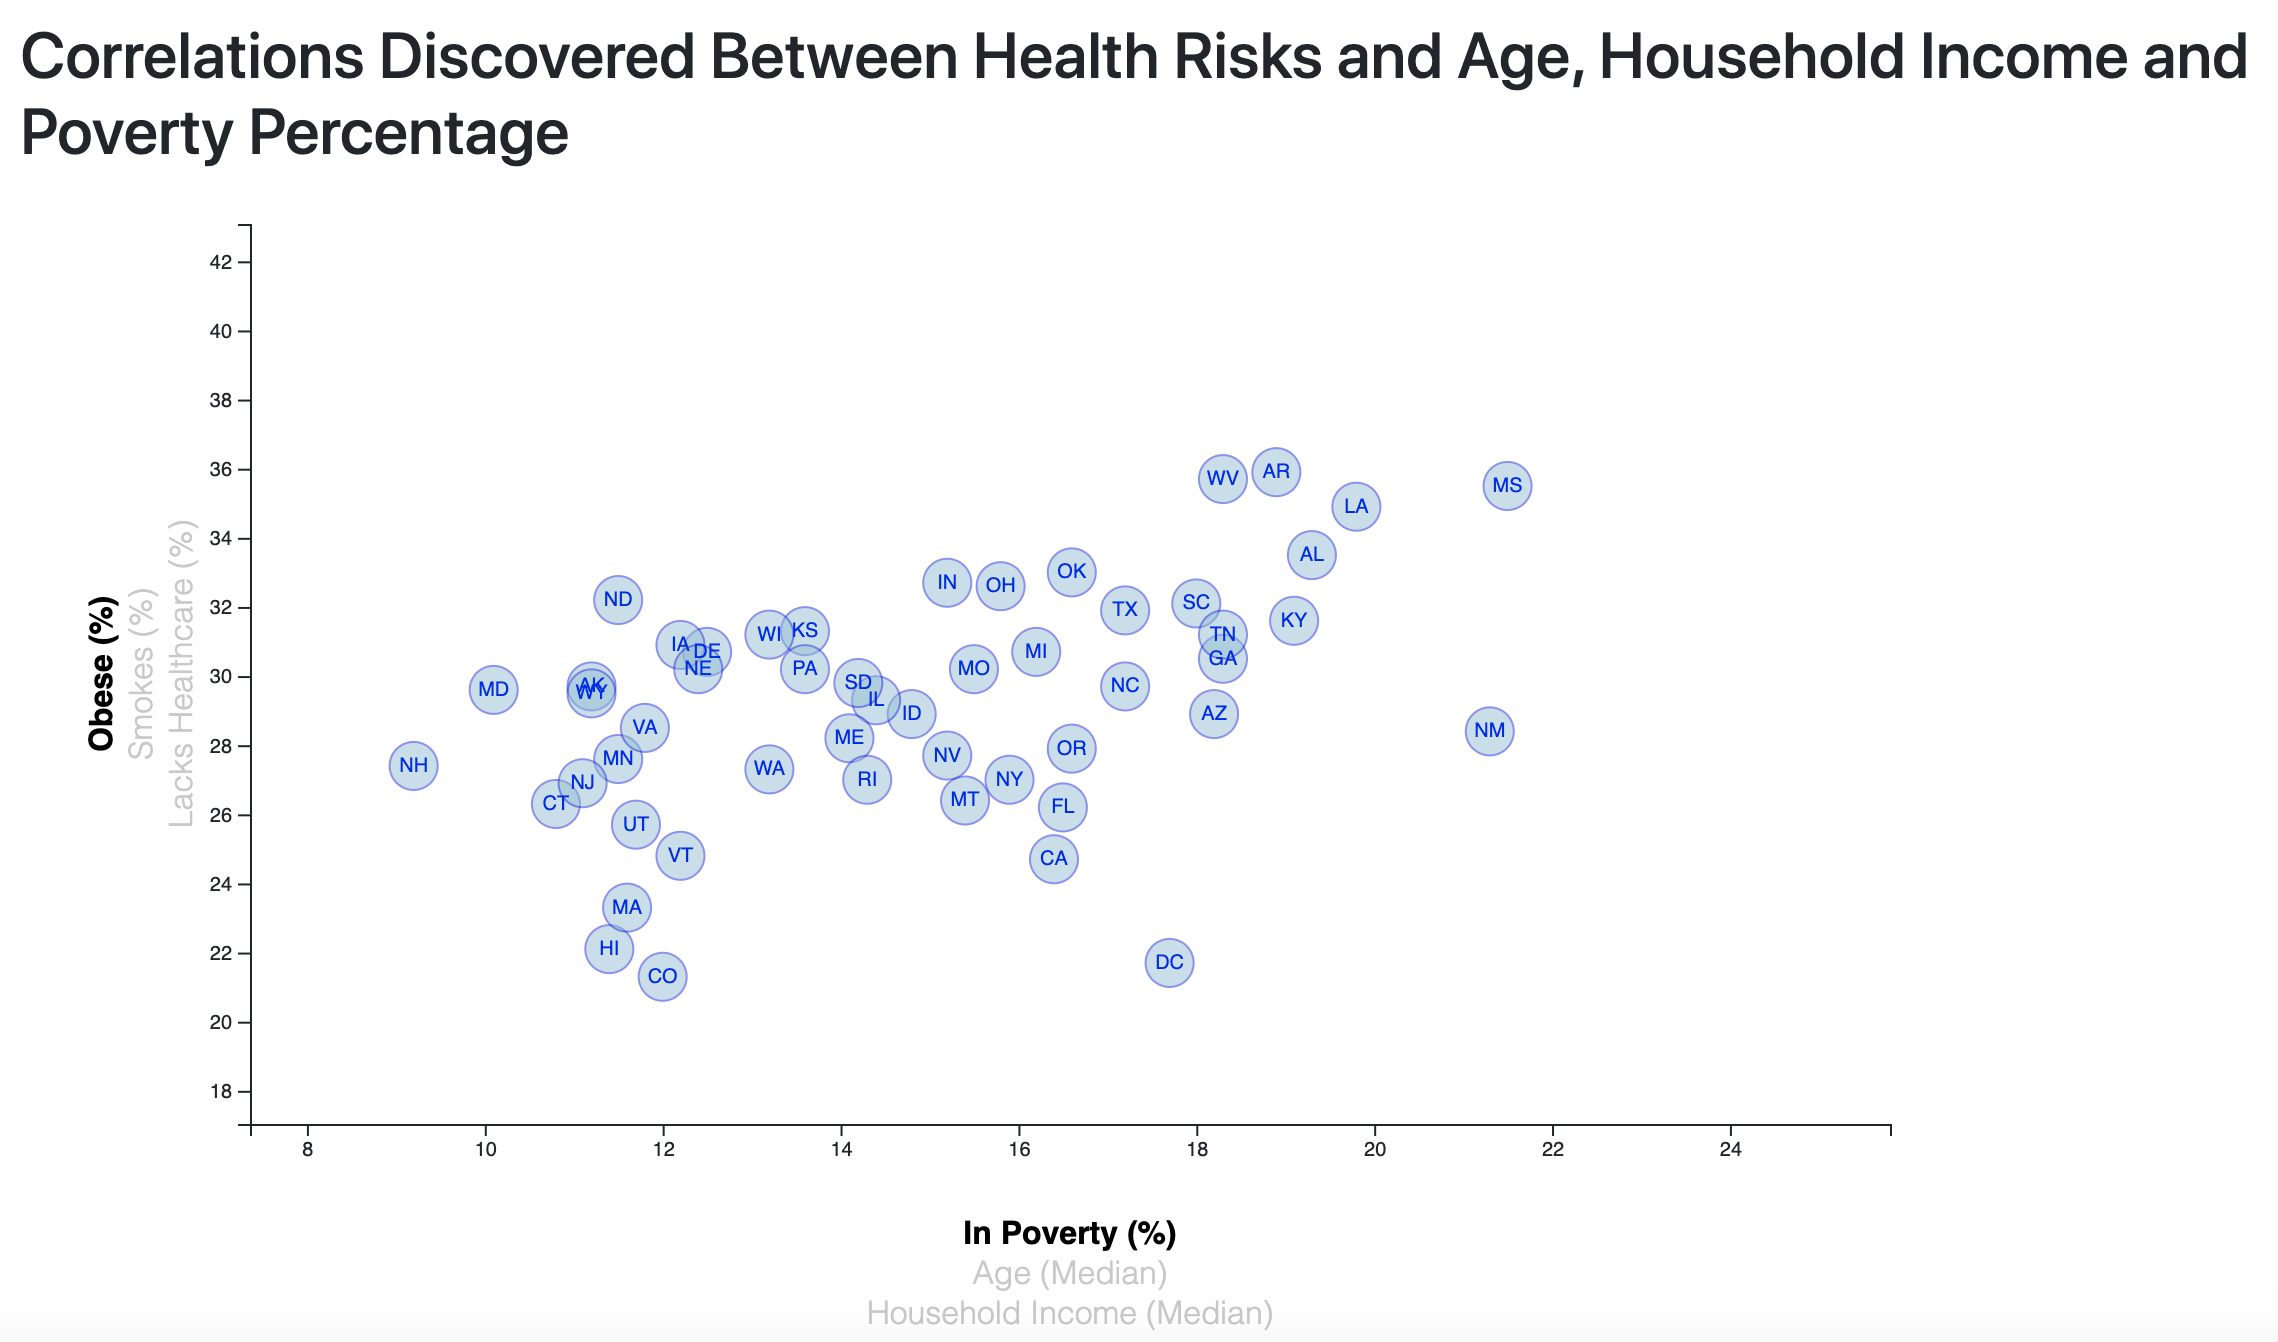 Correlations Discovered Between Health Risks and Age, Household Income and
Poverty Percentage
42
40
38
36
34
32
30
28
26
24
22
20
18
Obese (%)
Smokes (%)
Lacks Healthcare (%)
WV
AR
MS
LA
AL
OK
IN
OH
ND
SC
TX
KY
KS
WI
TN
IA
DE
MI
GA
NE
PA
MO
SD
AK
NC
MD
WY
IL
ID
AZ
NM
VA
ME
OR
MN
NV
NH
WA
RI
NY
NJ
MT
CT
FL
UT
VT
CA
MA
HI
DC
CO
8 10 12 14 16 18 20 22 24
In Poverty (%)
Age (Median)
Household Income (Median)